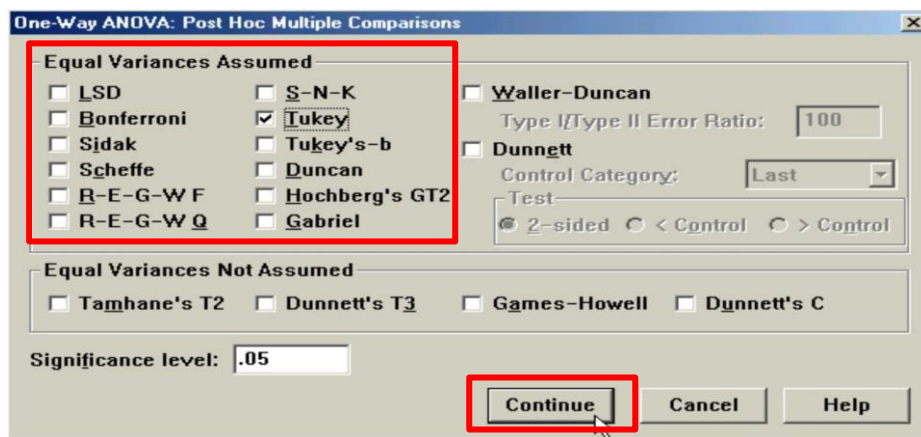 One-Way ANOVA: Post Hoc Multiple Comparisons
Equal Variances Assumed
LSD
Bonferroni
Sidak
Scheffe
R-E-G-W F
R-E-G-W Q
S-N-K
Tukey
Tukey's-b
Duncan
Hochberg's GT2
Gabriel
Waller-Duncan
Type I/Type II Error Ratio: 100
Dunnett
Control Category: Last
Test
2-sided < Control > Control
Equal Variances Not Assumed
Tamhane's T2 Dunnett's T3 Games-Howell Dunnett's C
Significance level: .05
Continue Cancel Help